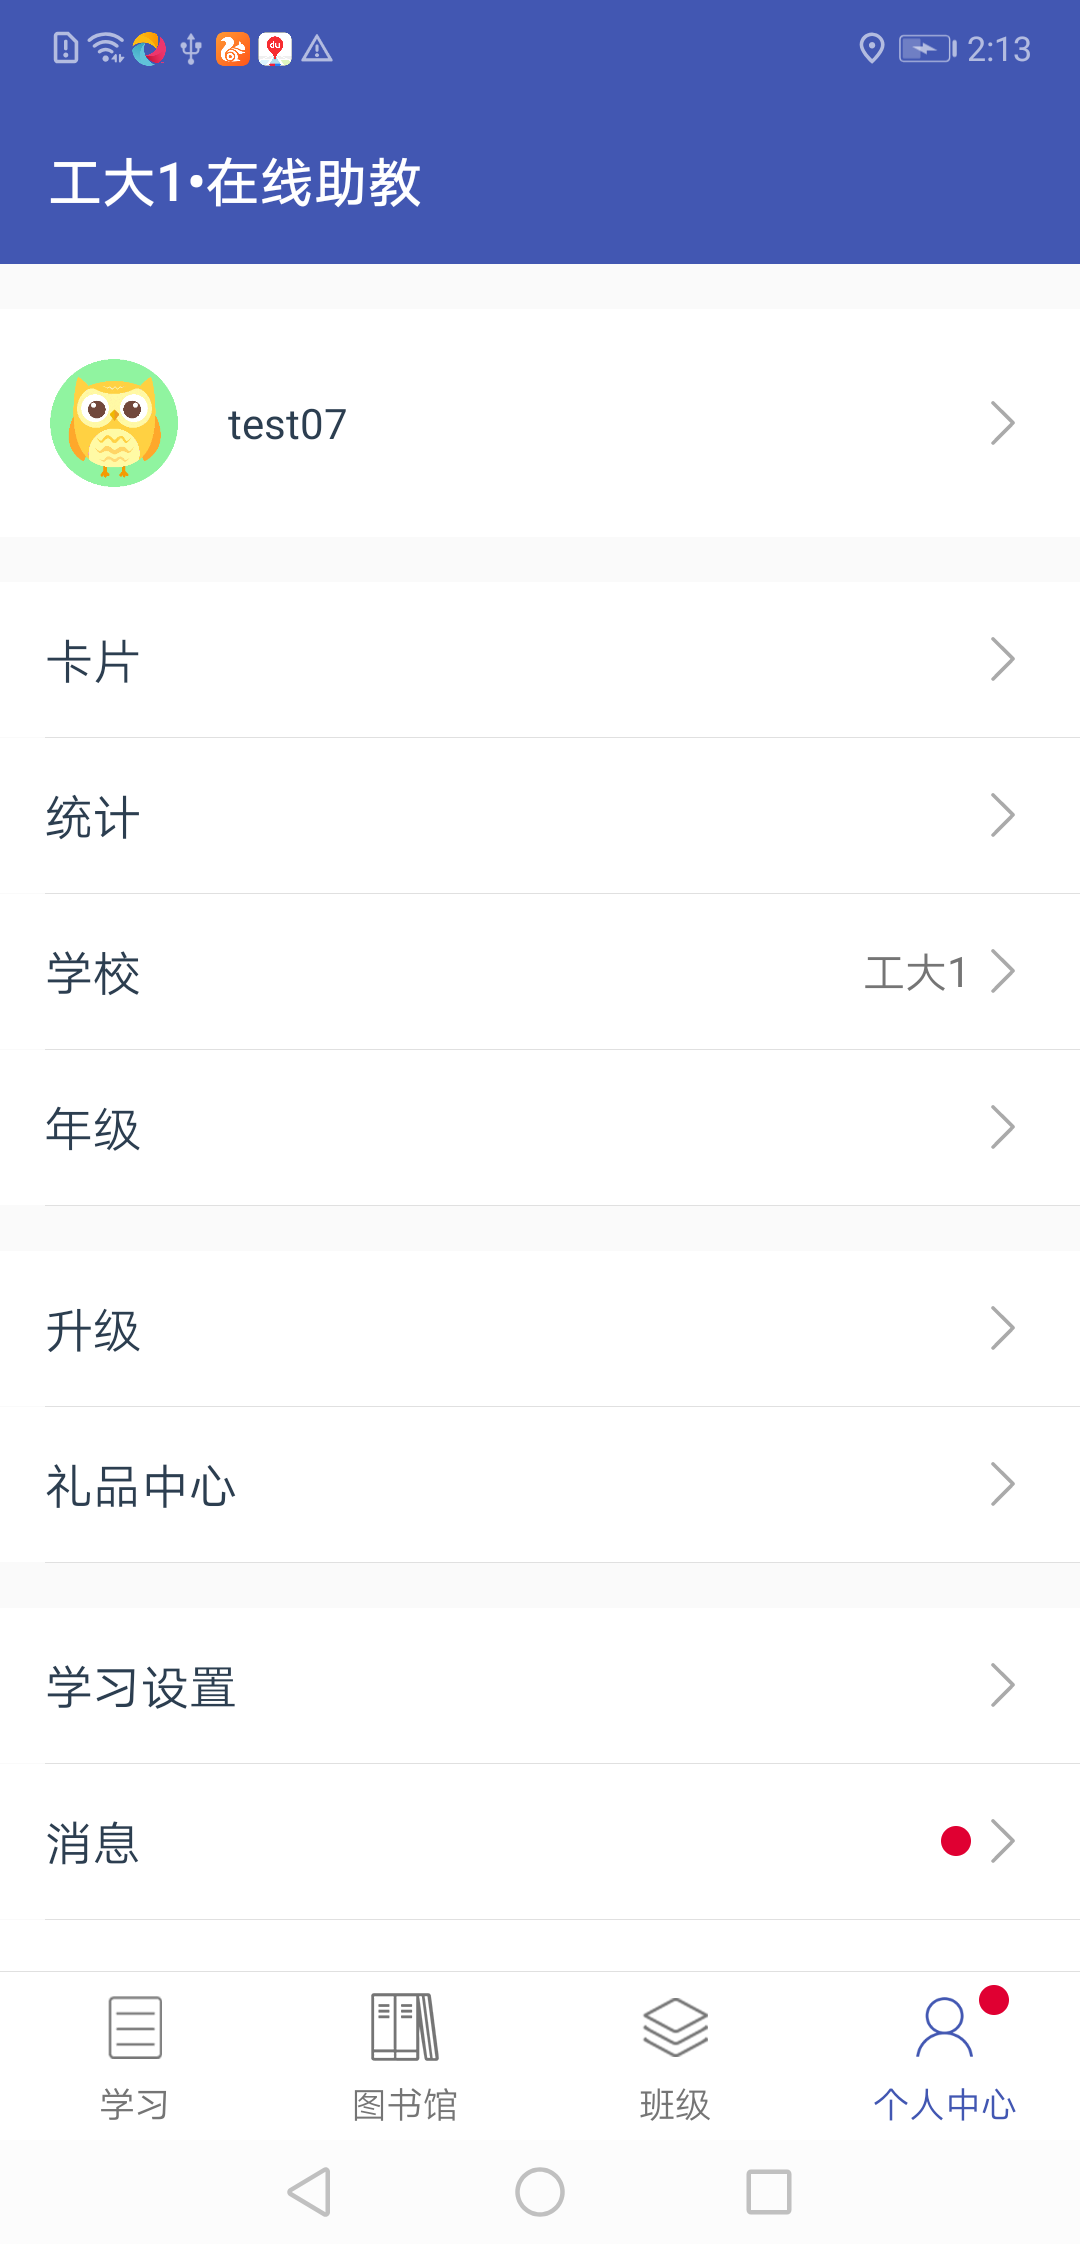 2:13
工大1•在线助教
test07
卡片
统计
学校
工大1
年级
升级
礼品中心
学习设置
消息
学习
图书馆
班级
个人中心